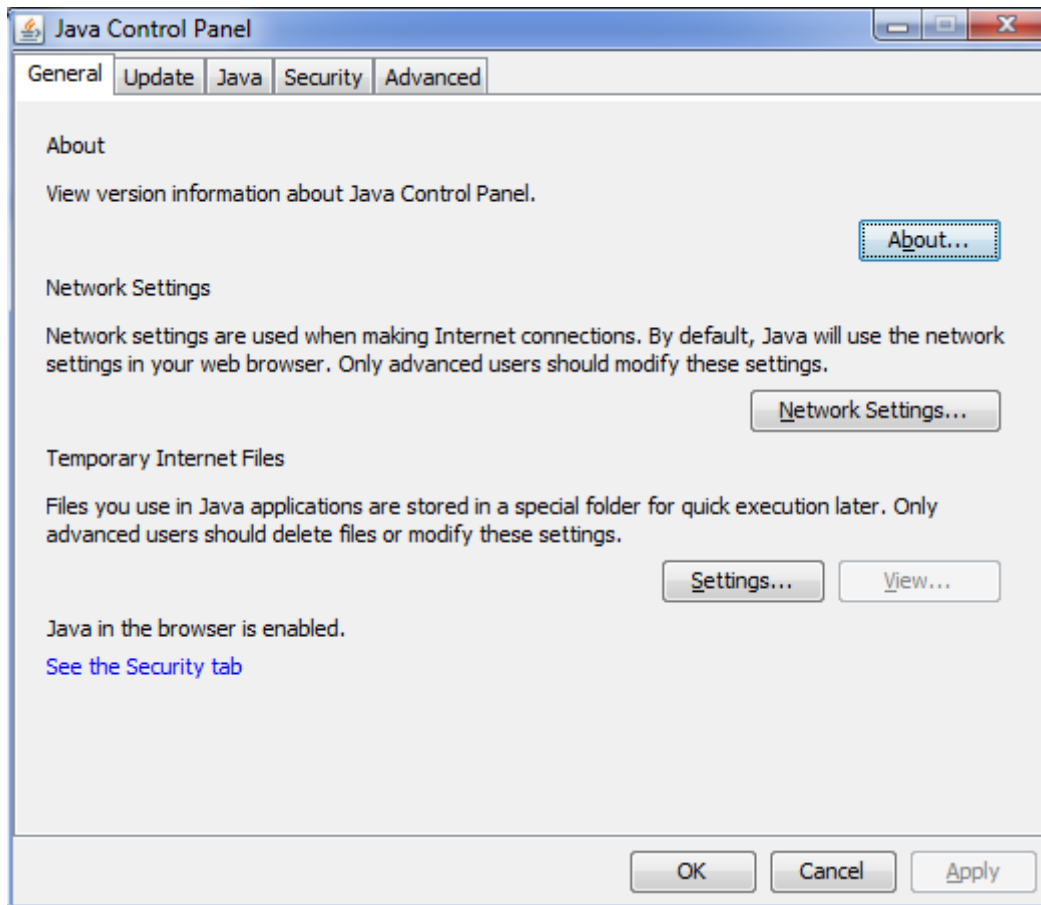 Java Control Panel
General Update Java Security Advanced
About
View version information about Java Control Panel.
About...
Network Settings
Network settings are used when making Internet connections. By default, Java will use the network
settings in your web browser. Only advanced users should modify these settings.
Network Settings...
Temporary Internet Files
Files you use in Java applications are stored in a special folder for quick execution later. Only
advanced users should delete files or modify these settings.
Settings... View...
Java in the browser is enabled.
See the Security tab
OK Cancel Apply